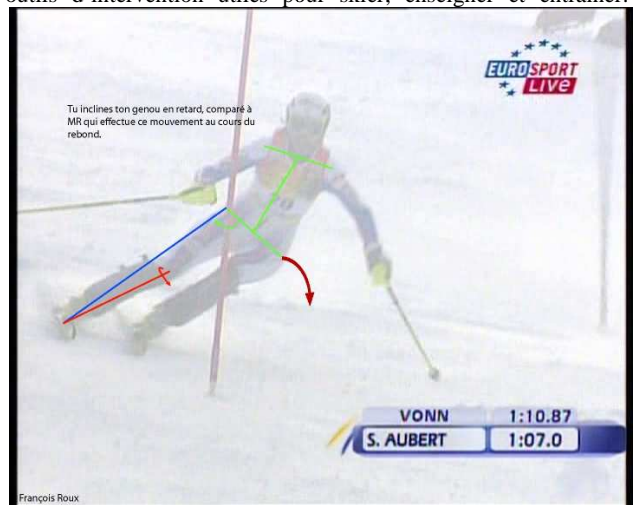 outils d'intervention utiles pour skier, enseigner et entraîner.
EUROSPORT
LIVE
Tu inclines ton genou en retard, comparé à
MR qui effectue ce mouvement au cours du
rebond.
VONN 1:10.87
S. AUBERT 1:07.0
François Roux